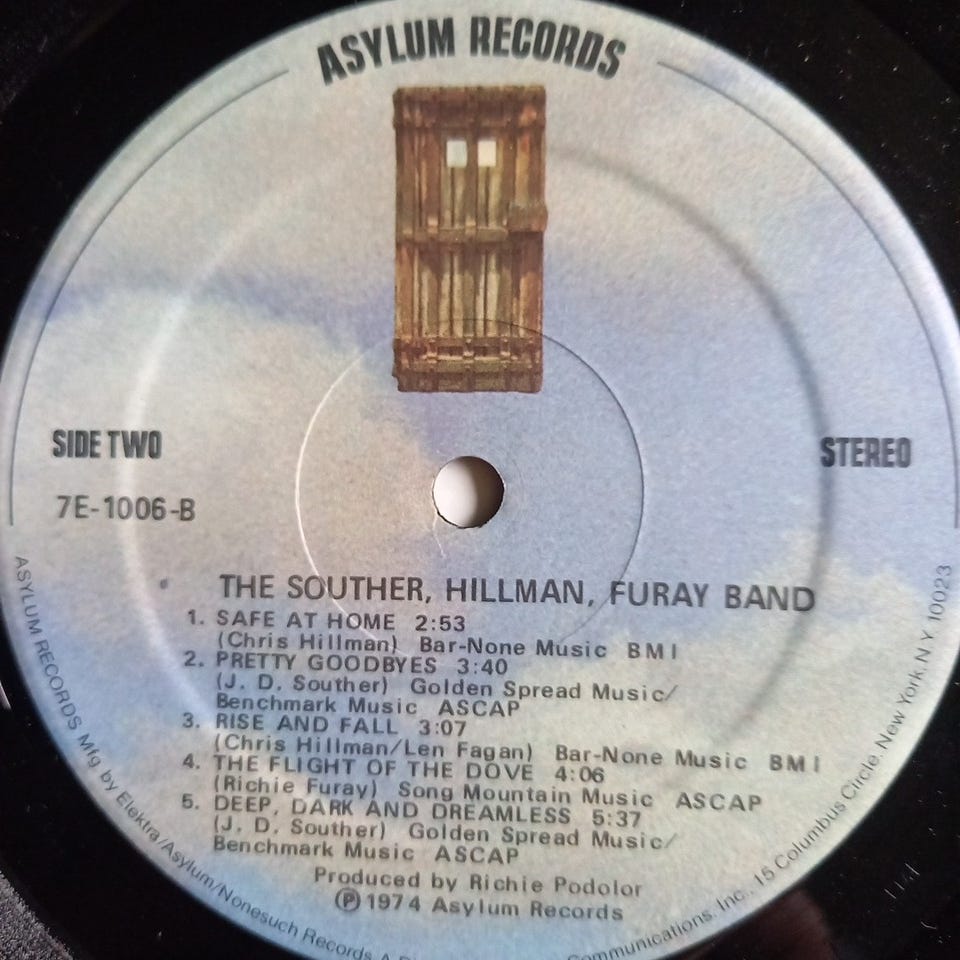 ASYLUM RECORDS
SIDE TWO
STEREO
7E-1006-B
THE SOUTHER, HILLMAN, FURAY BAND
1. SAFE AT HOME 2:53
(Chris Hillman) Bar-None Music BMI
2. PRETTY GOODBYES 3:40
(J. D. Souther) Golden Spread Music/
Benchmark Music ASCAP
3. RISE AND FALL 3:07
(Chris Hillman/Len Fagan) Bar-None Music BMI
4. THE FLIGHT OF THE DOVE 4:06
(Richie Furay) Song Mountain Music ASCAP
5. DEEP, DARK AND DREAMLESS 5:37
(J. D. Souther) Golden Spread Music/
Benchmark Music ASCAP
Produced by Richie Podolor
Ⓟ1974 Asylum Records
ASYLUM RECORDS Mfg. by Elektra/Asylum/Nonesuch Records A
Inc., 15 Columbus Circle, New York, N.Y. 10023